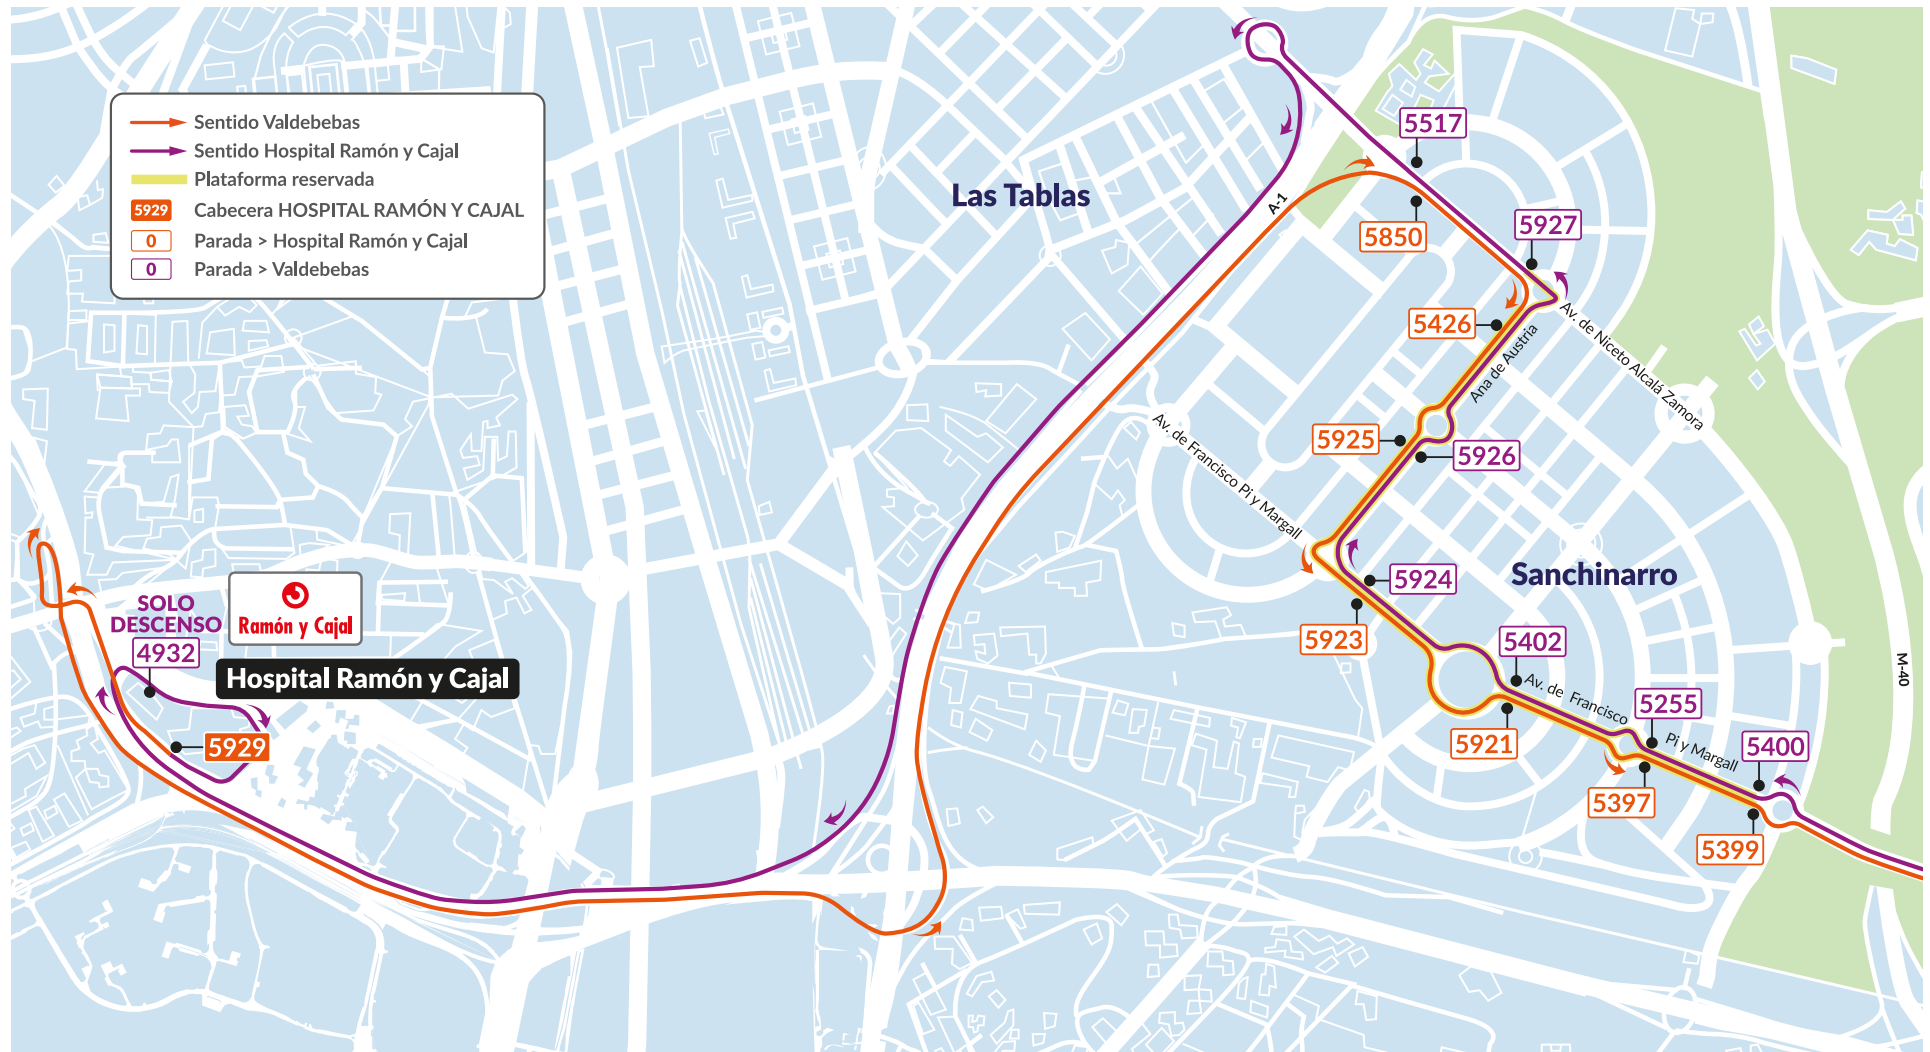 Sentido Valdebebas
Sentido Hospital Ramón y Cajal
Plataforma reservada
5929 Cabecera HOSPITAL RAMÓN Y CAJAL
0 Parada > Hospital Ramón y Cajal
0 Parada > Valdebebas
Las Tablas
A-1
5517
5850
5927
5426
Av. de Niceto Alcalá Zamora
Ana de Austria
5925
5926
Av. de Francisco Pi y Margall
Sanchinarro
5924
5923
5402
Av. de Francisco
Pi y Margall
5255
5921
5400
5397
5399
M-40
SOLO
DESCENSO
4932
Ramón y Cajal
Hospital Ramón y Cajal
5929